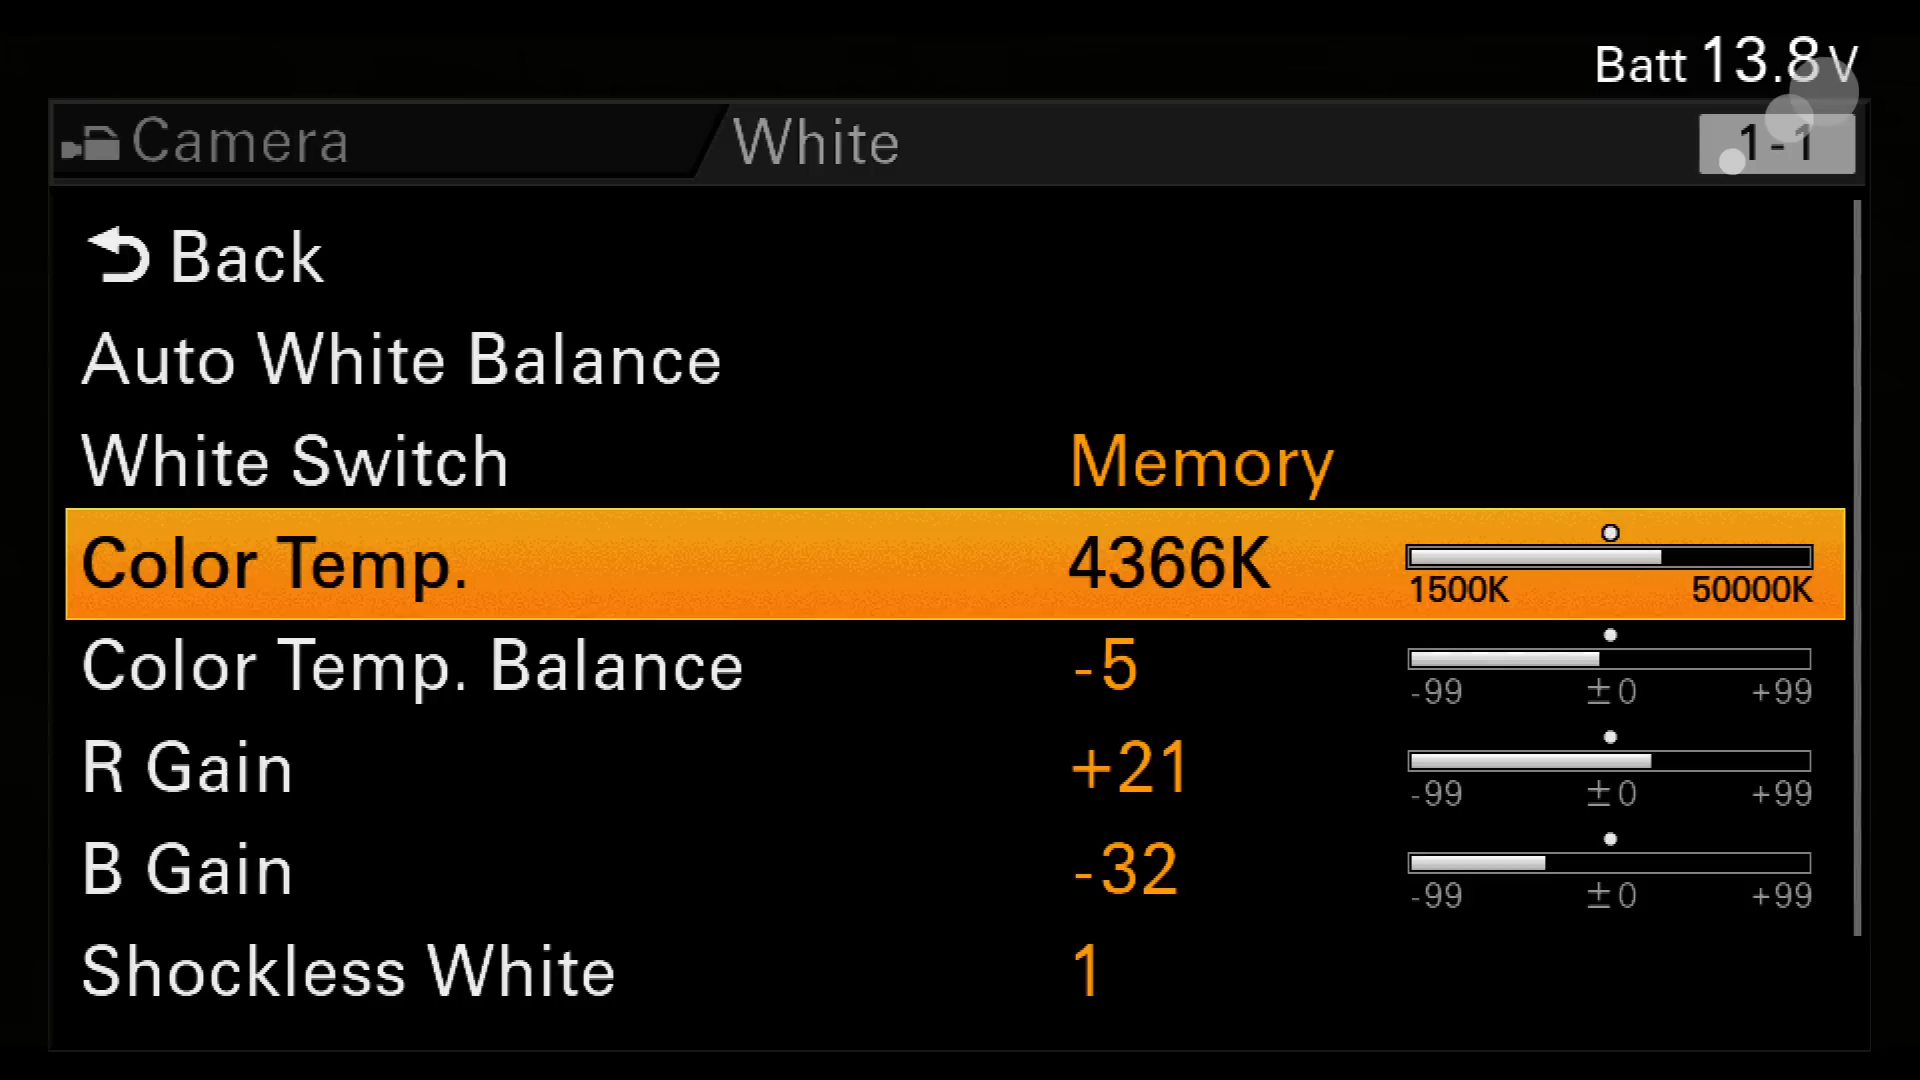 Batt 13.8 V
Camera White 1-1
Back
Auto White Balance
White Switch Memory
Color Temp. 4366K 1500K 50000K
Color Temp. Balance -5 -99 ±0 +99
R Gain +21 -99 ±0 +99
B Gain -32 -99 ±0 +99
Shockless White 1